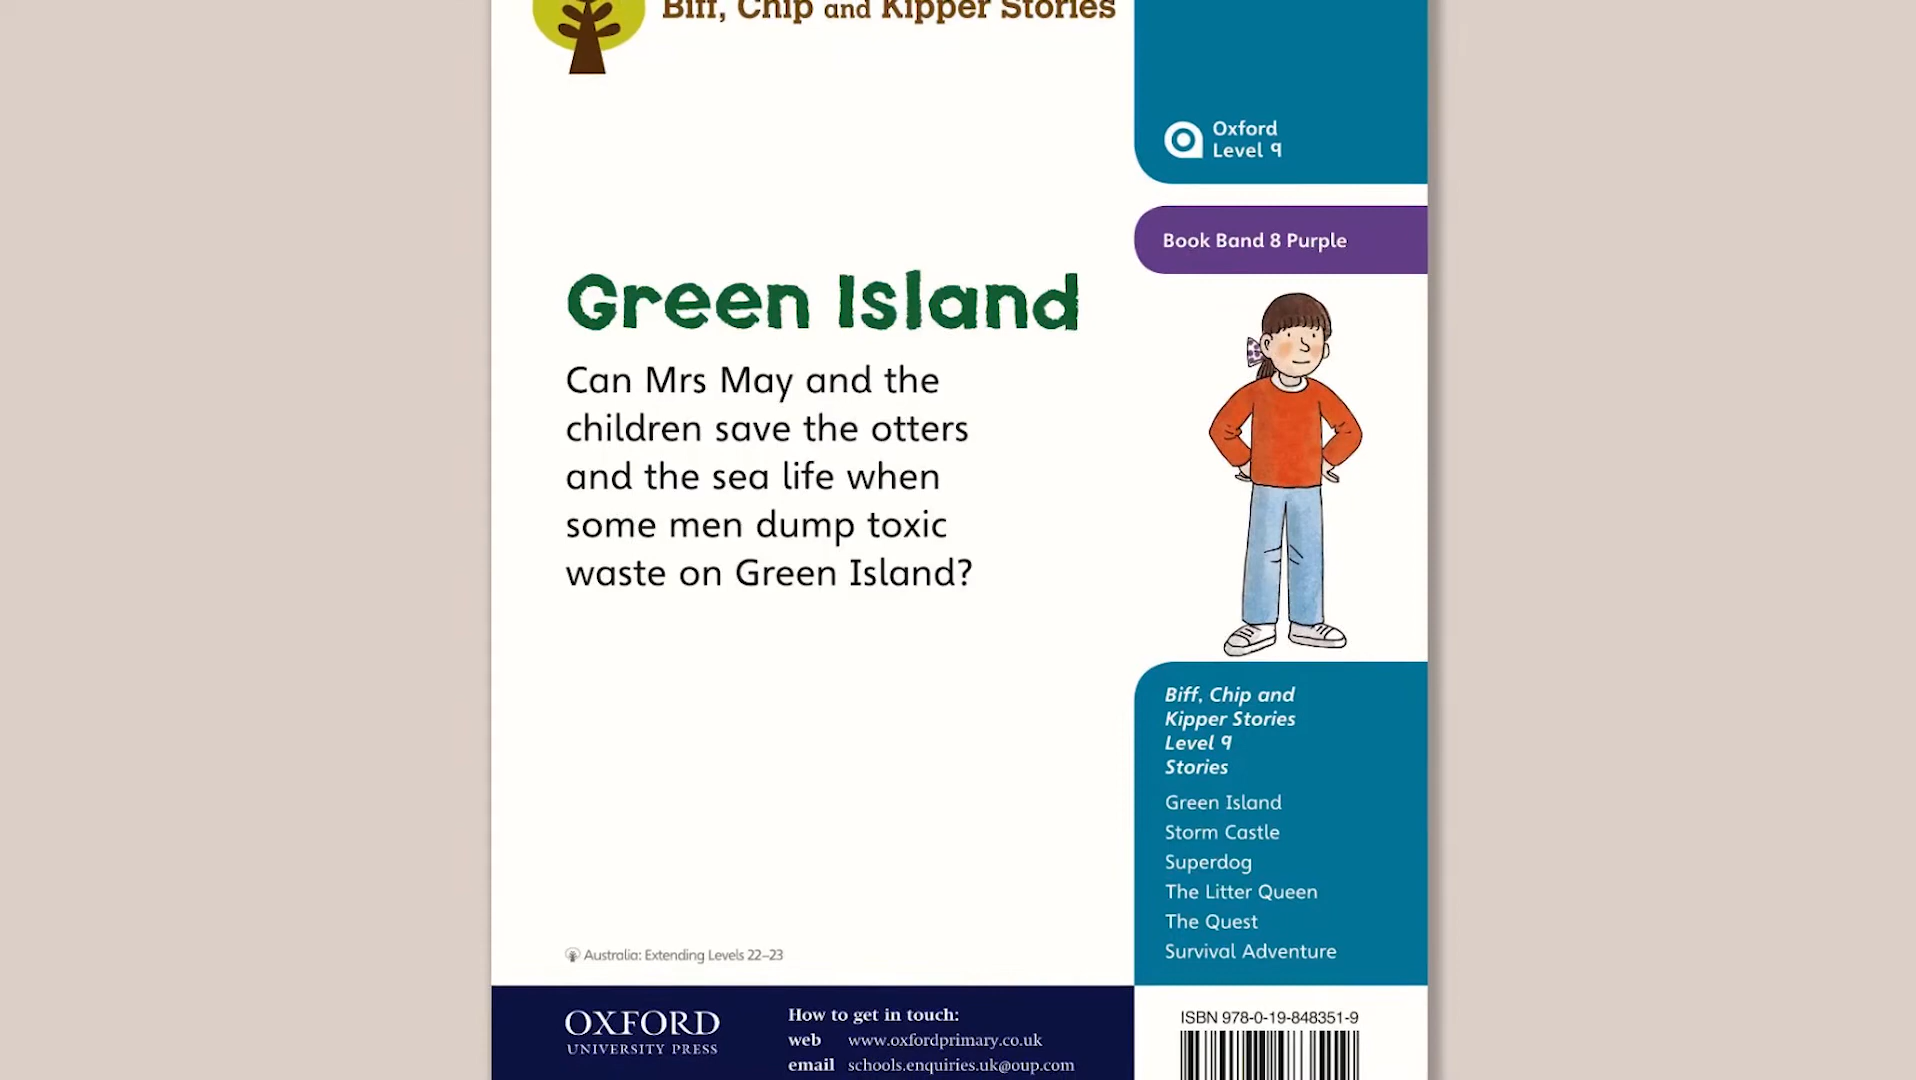 Biff, Chip and Kipper Stories
Oxford
Level 9
Book Band 8 Purple
Green Island
Can Mrs May and the
children save the otters
and the sea life when
some men dump toxic
waste on Green Island?
Biff, Chip and
Kipper Stories
Level 9
Stories
Green Island
Storm Castle
Superdog
The Litter Queen
The Quest
Survival Adventure
Australia: Extending Levels 22–23
OXFORD
UNIVERSITY PRESS
How to get in touch:
web www.oxfordprimary.co.uk
email schools.enquiries.uk@oup.com
ISBN 978-0-19-848351-9